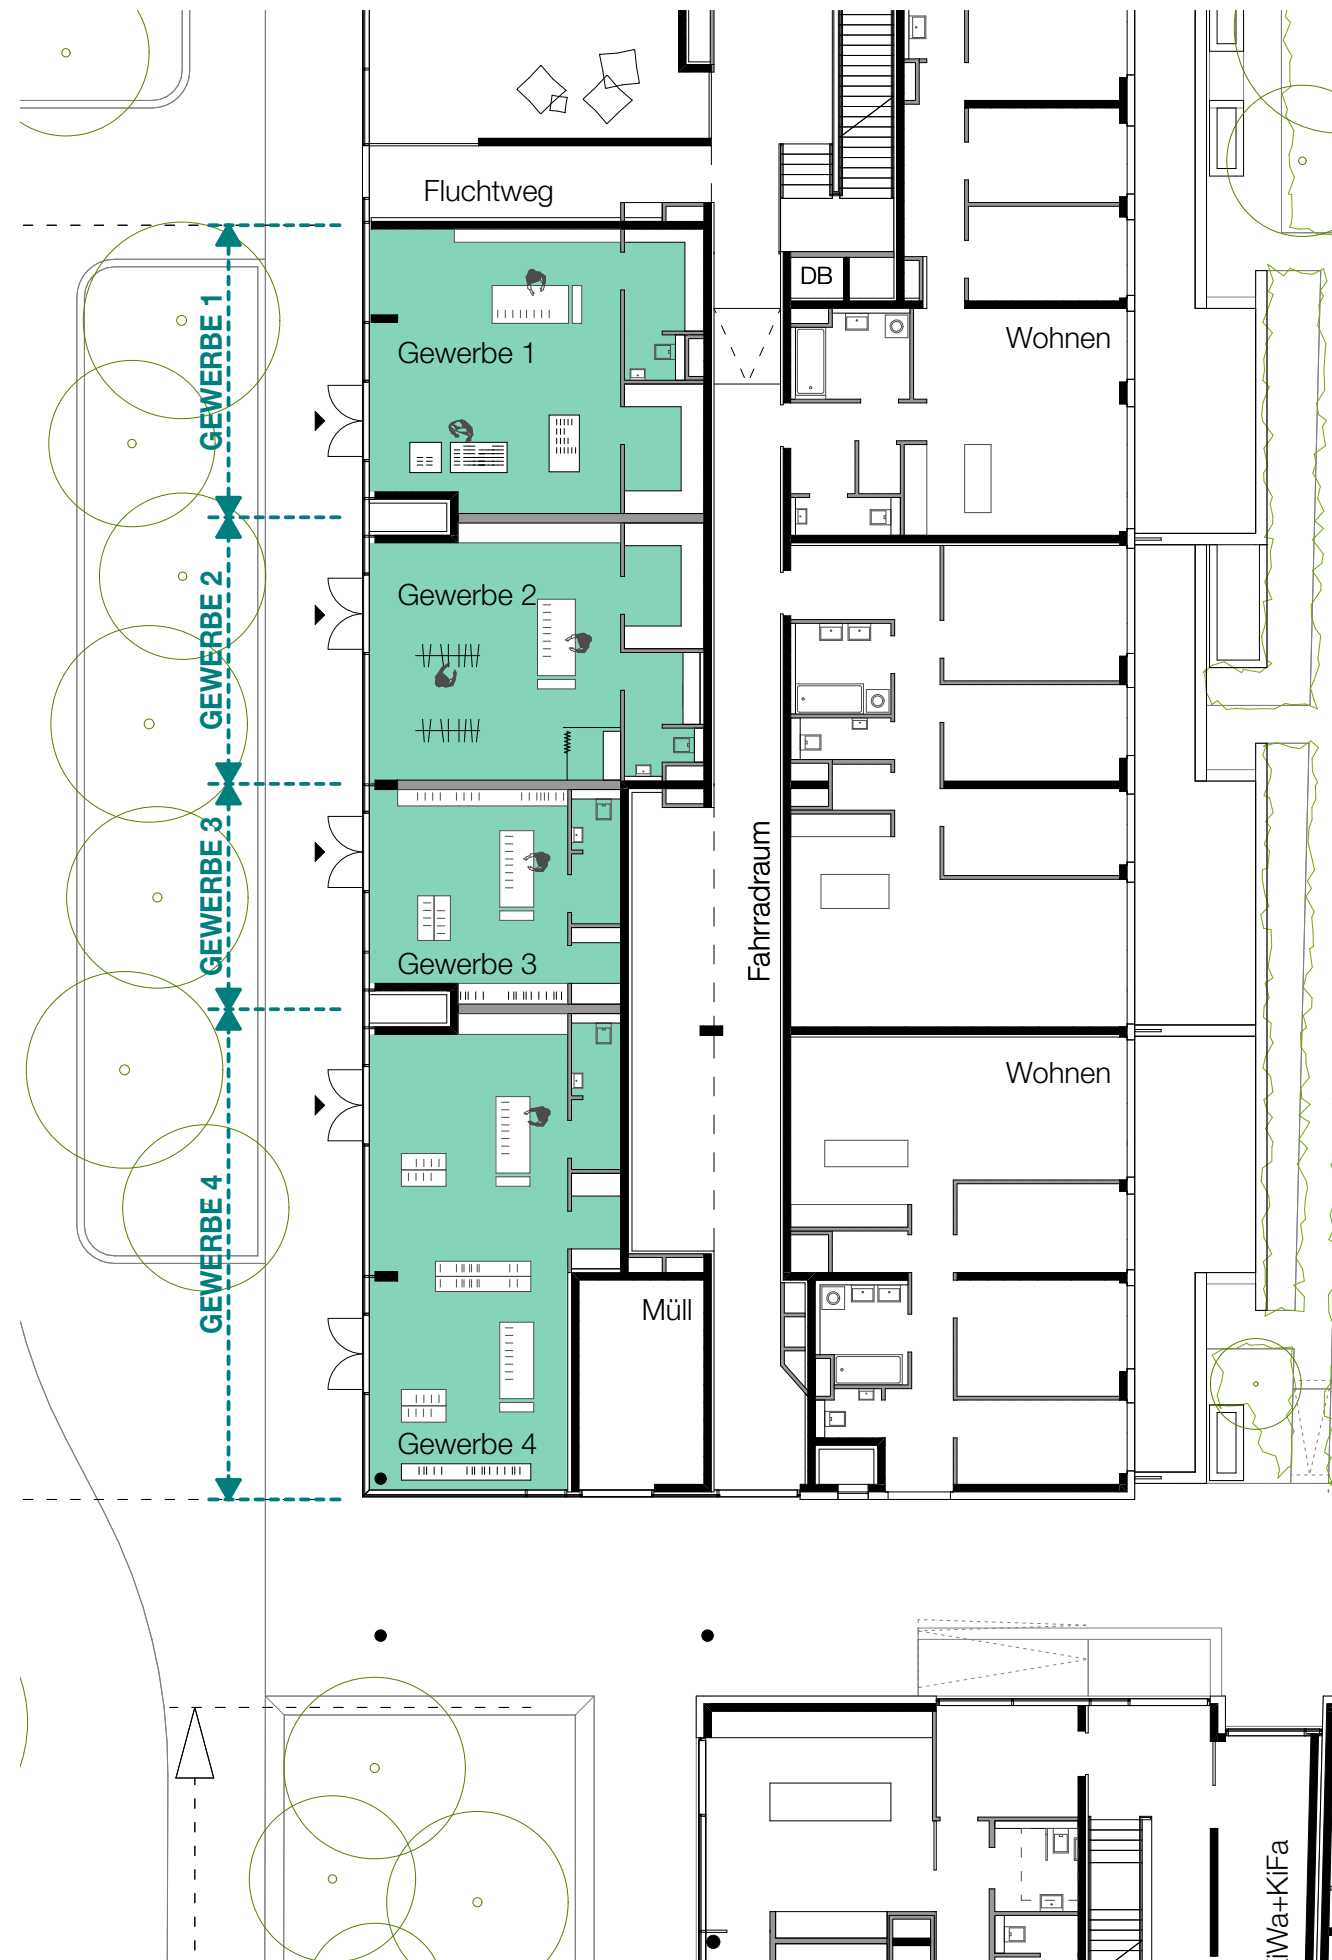 Fluchtweg
DB
GEWERBE 1
Gewerbe 1
Wohnen
GEWERBE 2
Gewerbe 2
GEWERBE 3
Gewerbe 3
Fahrradraum
Wohnen
GEWERBE 4
Müll
Gewerbe 4
iWa+KiFa